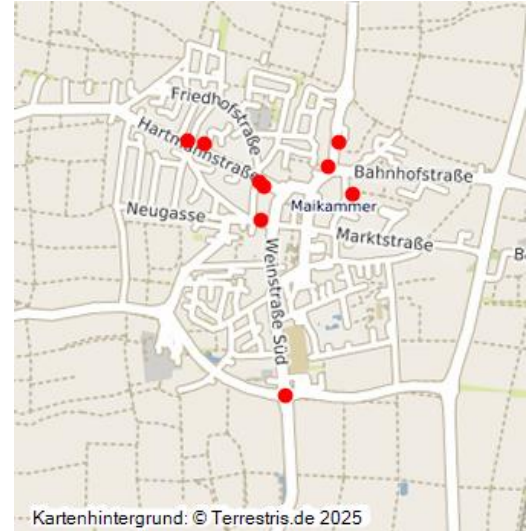 Friedhofstraße
Hartmannstraße
Bahnhofstraße
Maikammer
Neugasse
Marktstraße
Weinstraße Süd
Kartenhintergrund: © Terrestris.de 2025